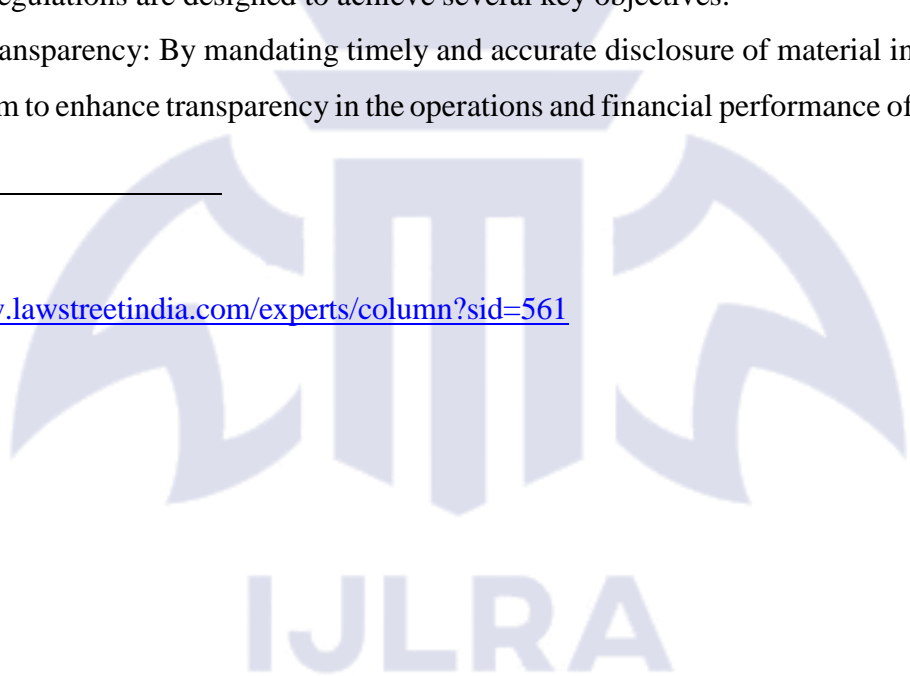 egulations are designed to achieve several key objectives:
ansparency: By mandating timely and accurate disclosure of material in
m to enhance transparency in the operations and financial performance of
.lawstreetindia.com/experts/column?sid=561
IJLRA